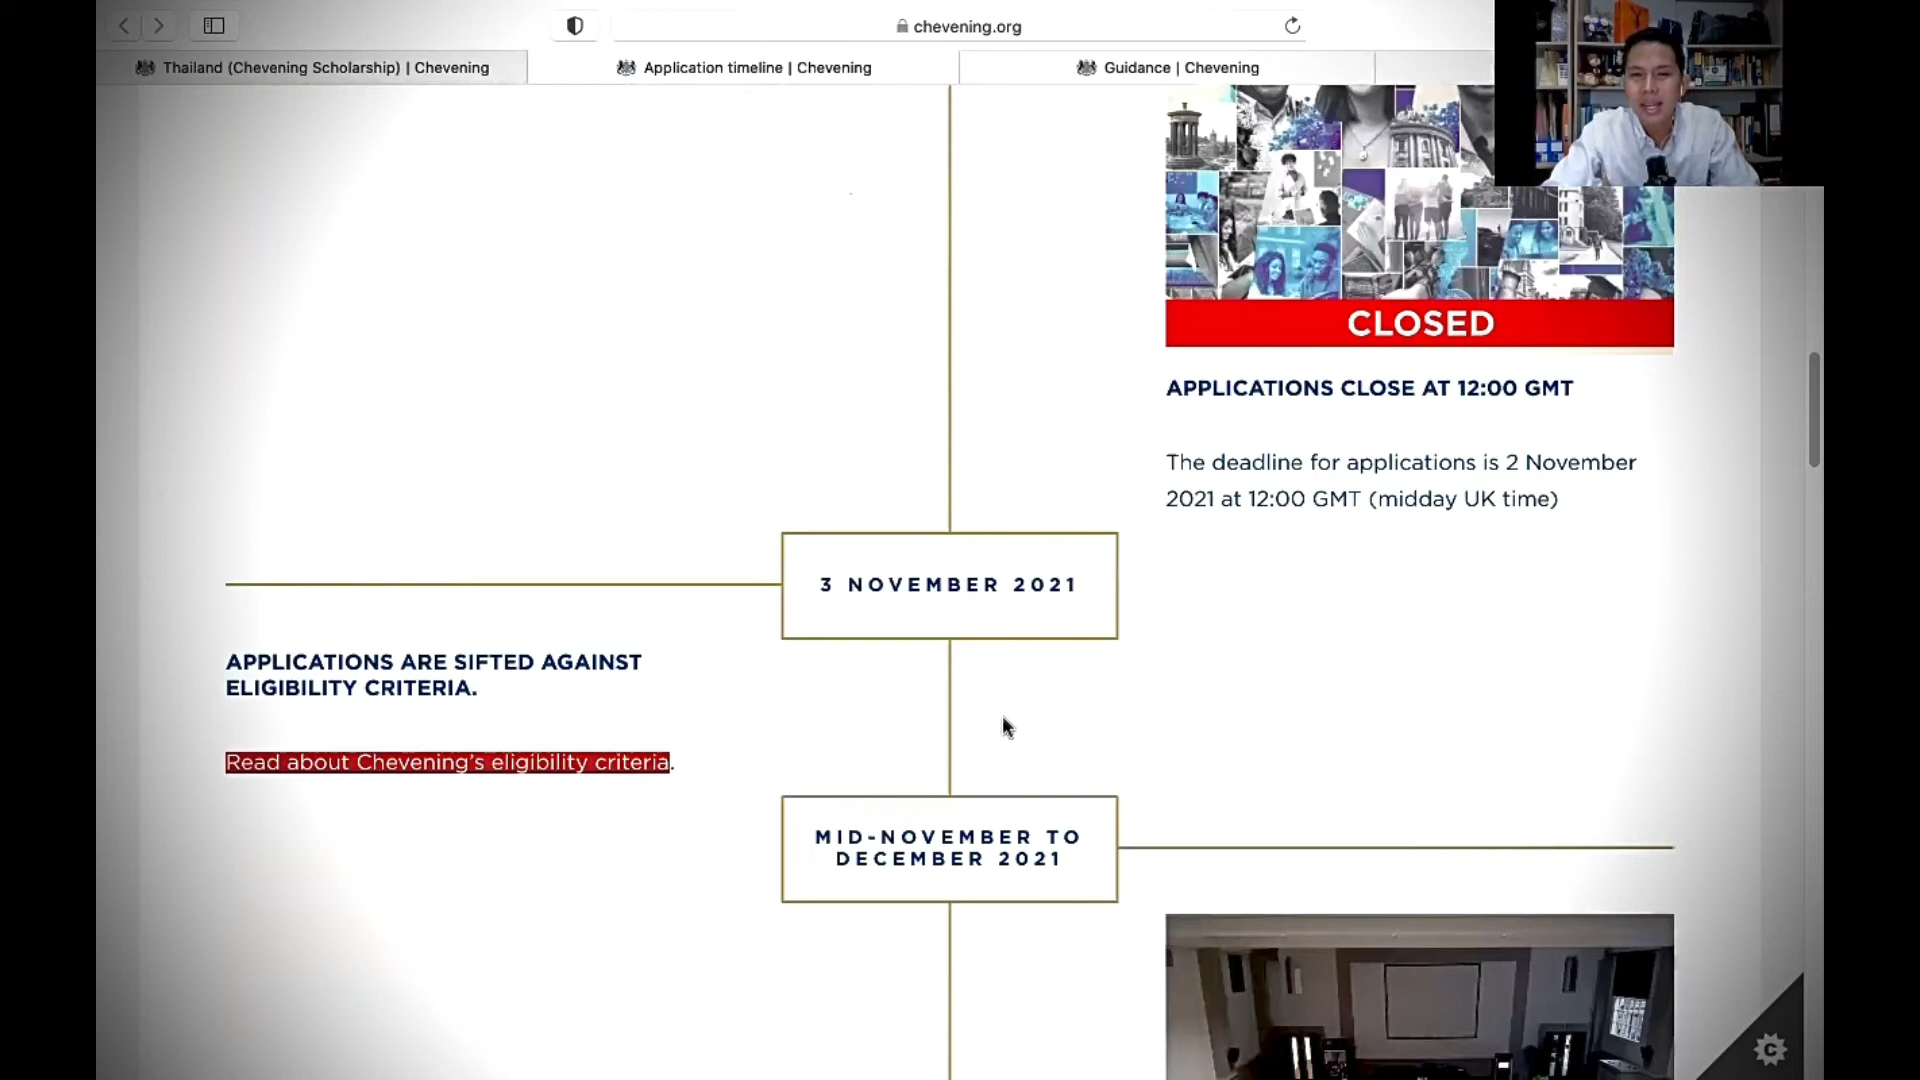 chevening.org
Thailand (Chevening Scholarship) | Chevening
Application timeline | Chevening
Guidance | Chevening
CLOSED
APPLICATIONS CLOSE AT 12:00 GMT
The deadline for applications is 2 November
2021 at 12:00 GMT (midday UK time)
3 NOVEMBER 2021
APPLICATIONS ARE SIFTED AGAINST
ELIGIBILITY CRITERIA.
Read about Chevening's eligibility criteria.
MID-NOVEMBER TO
DECEMBER 2021